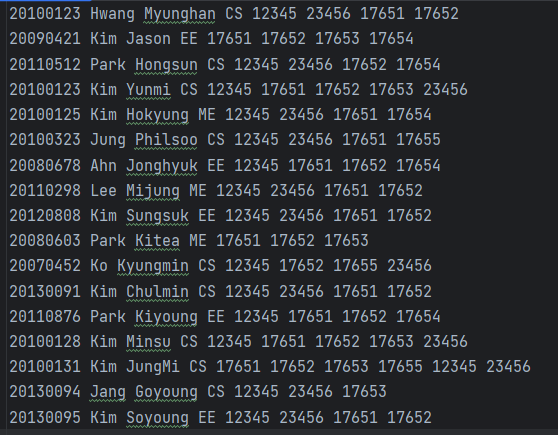 20100123 Hwang Myunghan CS 12345 23456 17651 17652
20090421 Kim Jason EE 17651 17652 17653 17654
20110512 Park Hongsun CS 12345 23456 17652 17654
20100123 Kim Yunmi CS 12345 17651 17652 17653 23456
20100125 Kim Hokyung ME 12345 23456 17651 17654
20100323 Jung Philsoo CS 12345 23456 17651 17655
20080678 Ahn Jonghyuk EE 12345 17651 17652 17654
20110298 Lee Mijung ME 12345 23456 17651 17652
20120808 Kim Sungsuk EE 12345 23456 17651 17652
20080603 Park Kitea ME 17651 17652 17653
20070452 Ko Kyungmin CS 12345 17652 17655 23456
20130091 Kim Chulmin CS 12345 23456 17651 17652
20110876 Park Kiyoung EE 12345 17651 17652 17654
20100128 Kim Minsu CS 12345 17651 17652 17653 23456
20100131 Kim JungMi CS 17651 17652 17653 17655 12345 23456
20130094 Jang Goyoung CS 12345 23456 17653
20130095 Kim Soyoung EE 12345 23456 17651 17652